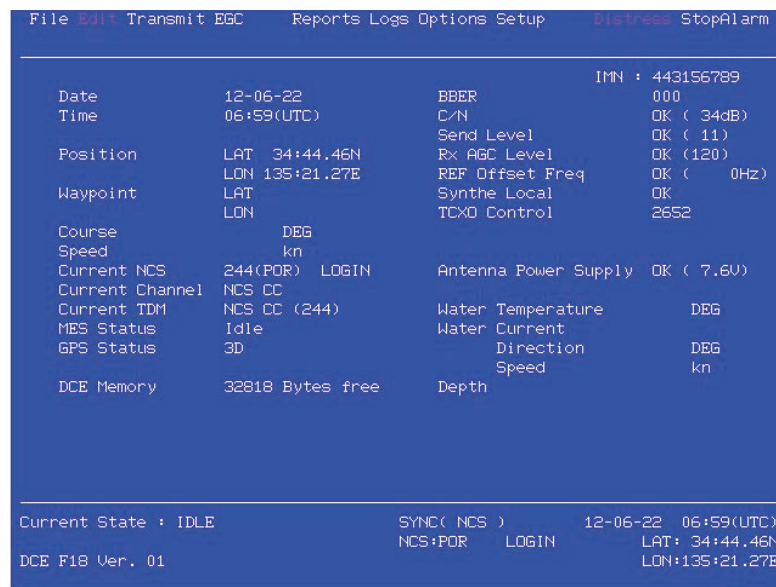 File Edit Transmit EGC Reports Logs Options Setup Distress StopAlarm
IMN : 443156789
Date 12-06-22 BBER 000
Time 06:59(UTC) C/N OK ( 34dB)
Send Level OK ( 11)
Position LAT 34:44.46N Rx AGC Level OK (120)
LON 135:21.27E REF Offset Freq OK ( 0Hz)
Waypoint LAT Synthe Local OK
LON TCXO Control 2652
Course DEG
Speed kn
Current NCS 244(POR) LOGIN Antenna Power Supply OK ( 7.6V)
Current Channel NCS CC
Current TDM NCS CC (244) Water Temperature DEG
MES Status Idle Water Current
GPS Status 3D Direction DEG
Speed kn
DCE Memory 32818 Bytes free Depth
Current State : IDLE SYNC( NCS ) 12-06-22 06:59(UTC)
NCS:POR LOGIN LAT: 34:44.46N
DCE F18 Ver. 01 LON:135:21.27E